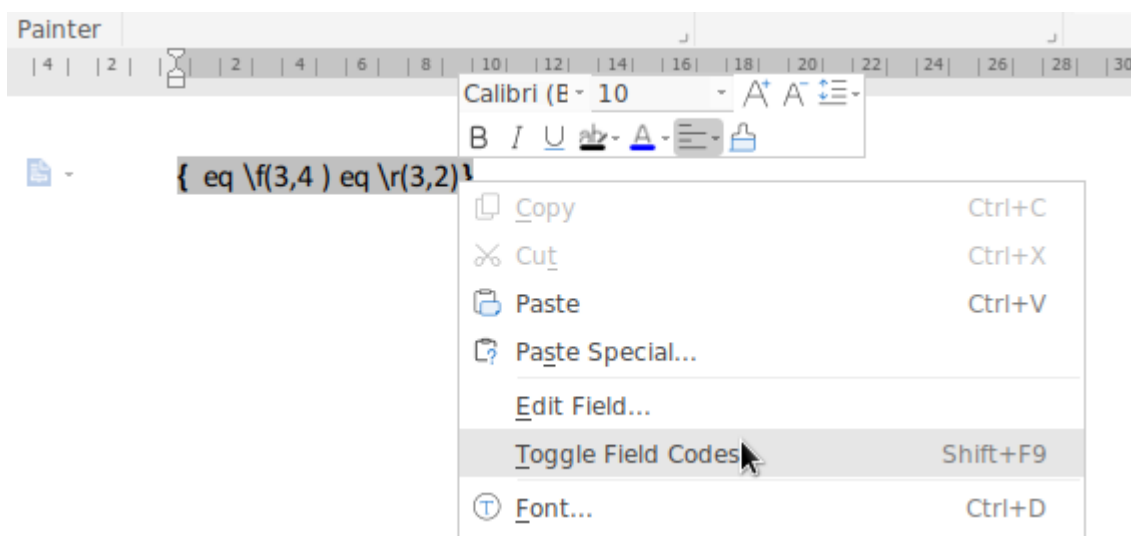 Painter
|4| |2| | | |2| |4| |6| |8| |10| |12| |14| |16| |18| |20| |22| |24| |26| |28| |30
Calibri (E 10 A+ A-
B I U ab A
{ eq \f(3,4 ) eq \r(3,2)}
Copy Ctrl+C
Cut Ctrl+X
Paste Ctrl+V
Paste Special...
Edit Field...
Toggle Field Codes Shift+F9
Font... Ctrl+D